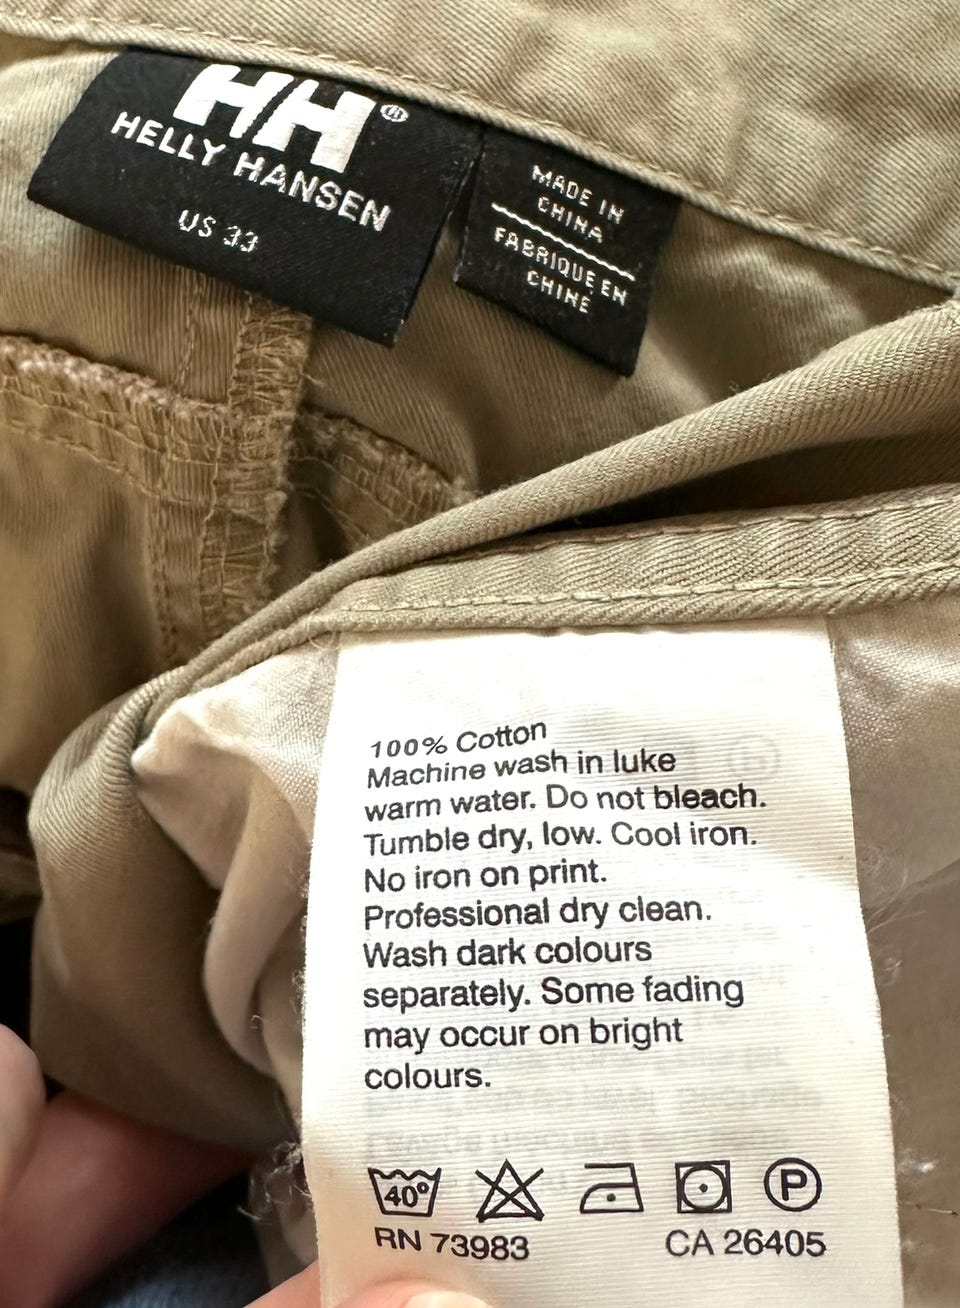 HH®
HELLY HANSEN
US 33
MADE IN
CHINA
FABRIQUE EN
CHINE
100% Cotton
Machine wash in luke
warm water. Do not bleach.
Tumble dry, low. Cool iron.
No iron on print.
Professional dry clean.
Wash dark colours
separately. Some fading
may occur on bright
colours.
40° P
RN 73983 CA 26405